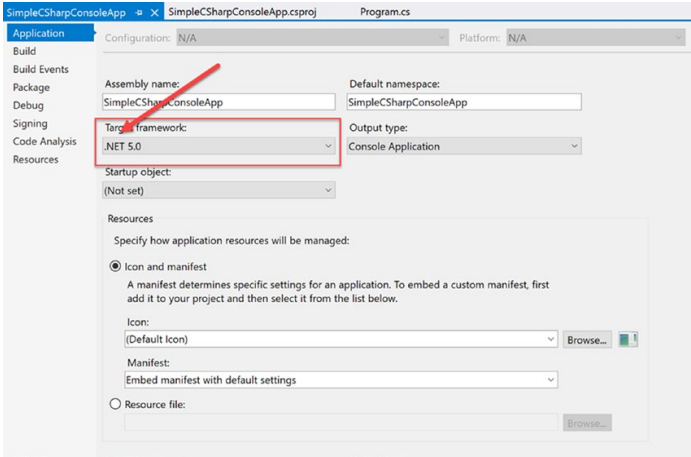 SimpleCSharpConsoleApp SimpleCSharpConsoleApp.csproj Program.cs
Application
Build
Build Events
Package
Debug
Signing
Code Analysis
Resources
Configuration: N/A Platform: N/A
Assembly name: Default namespace:
SimpleCSharpConsoleApp SimpleCSharpConsoleApp
Target framework: Output type:
.NET 5.0 Console Application
Startup object:
(Not set)
Resources
Specify how application resources will be managed:
Icon and manifest
A manifest determines specific settings for an application. To embed a custom manifest, first
add it to your project and then select it from the list below.
Icon:
(Default Icon) Browse...
Manifest:
Embed manifest with default settings
Resource file:
Browse...